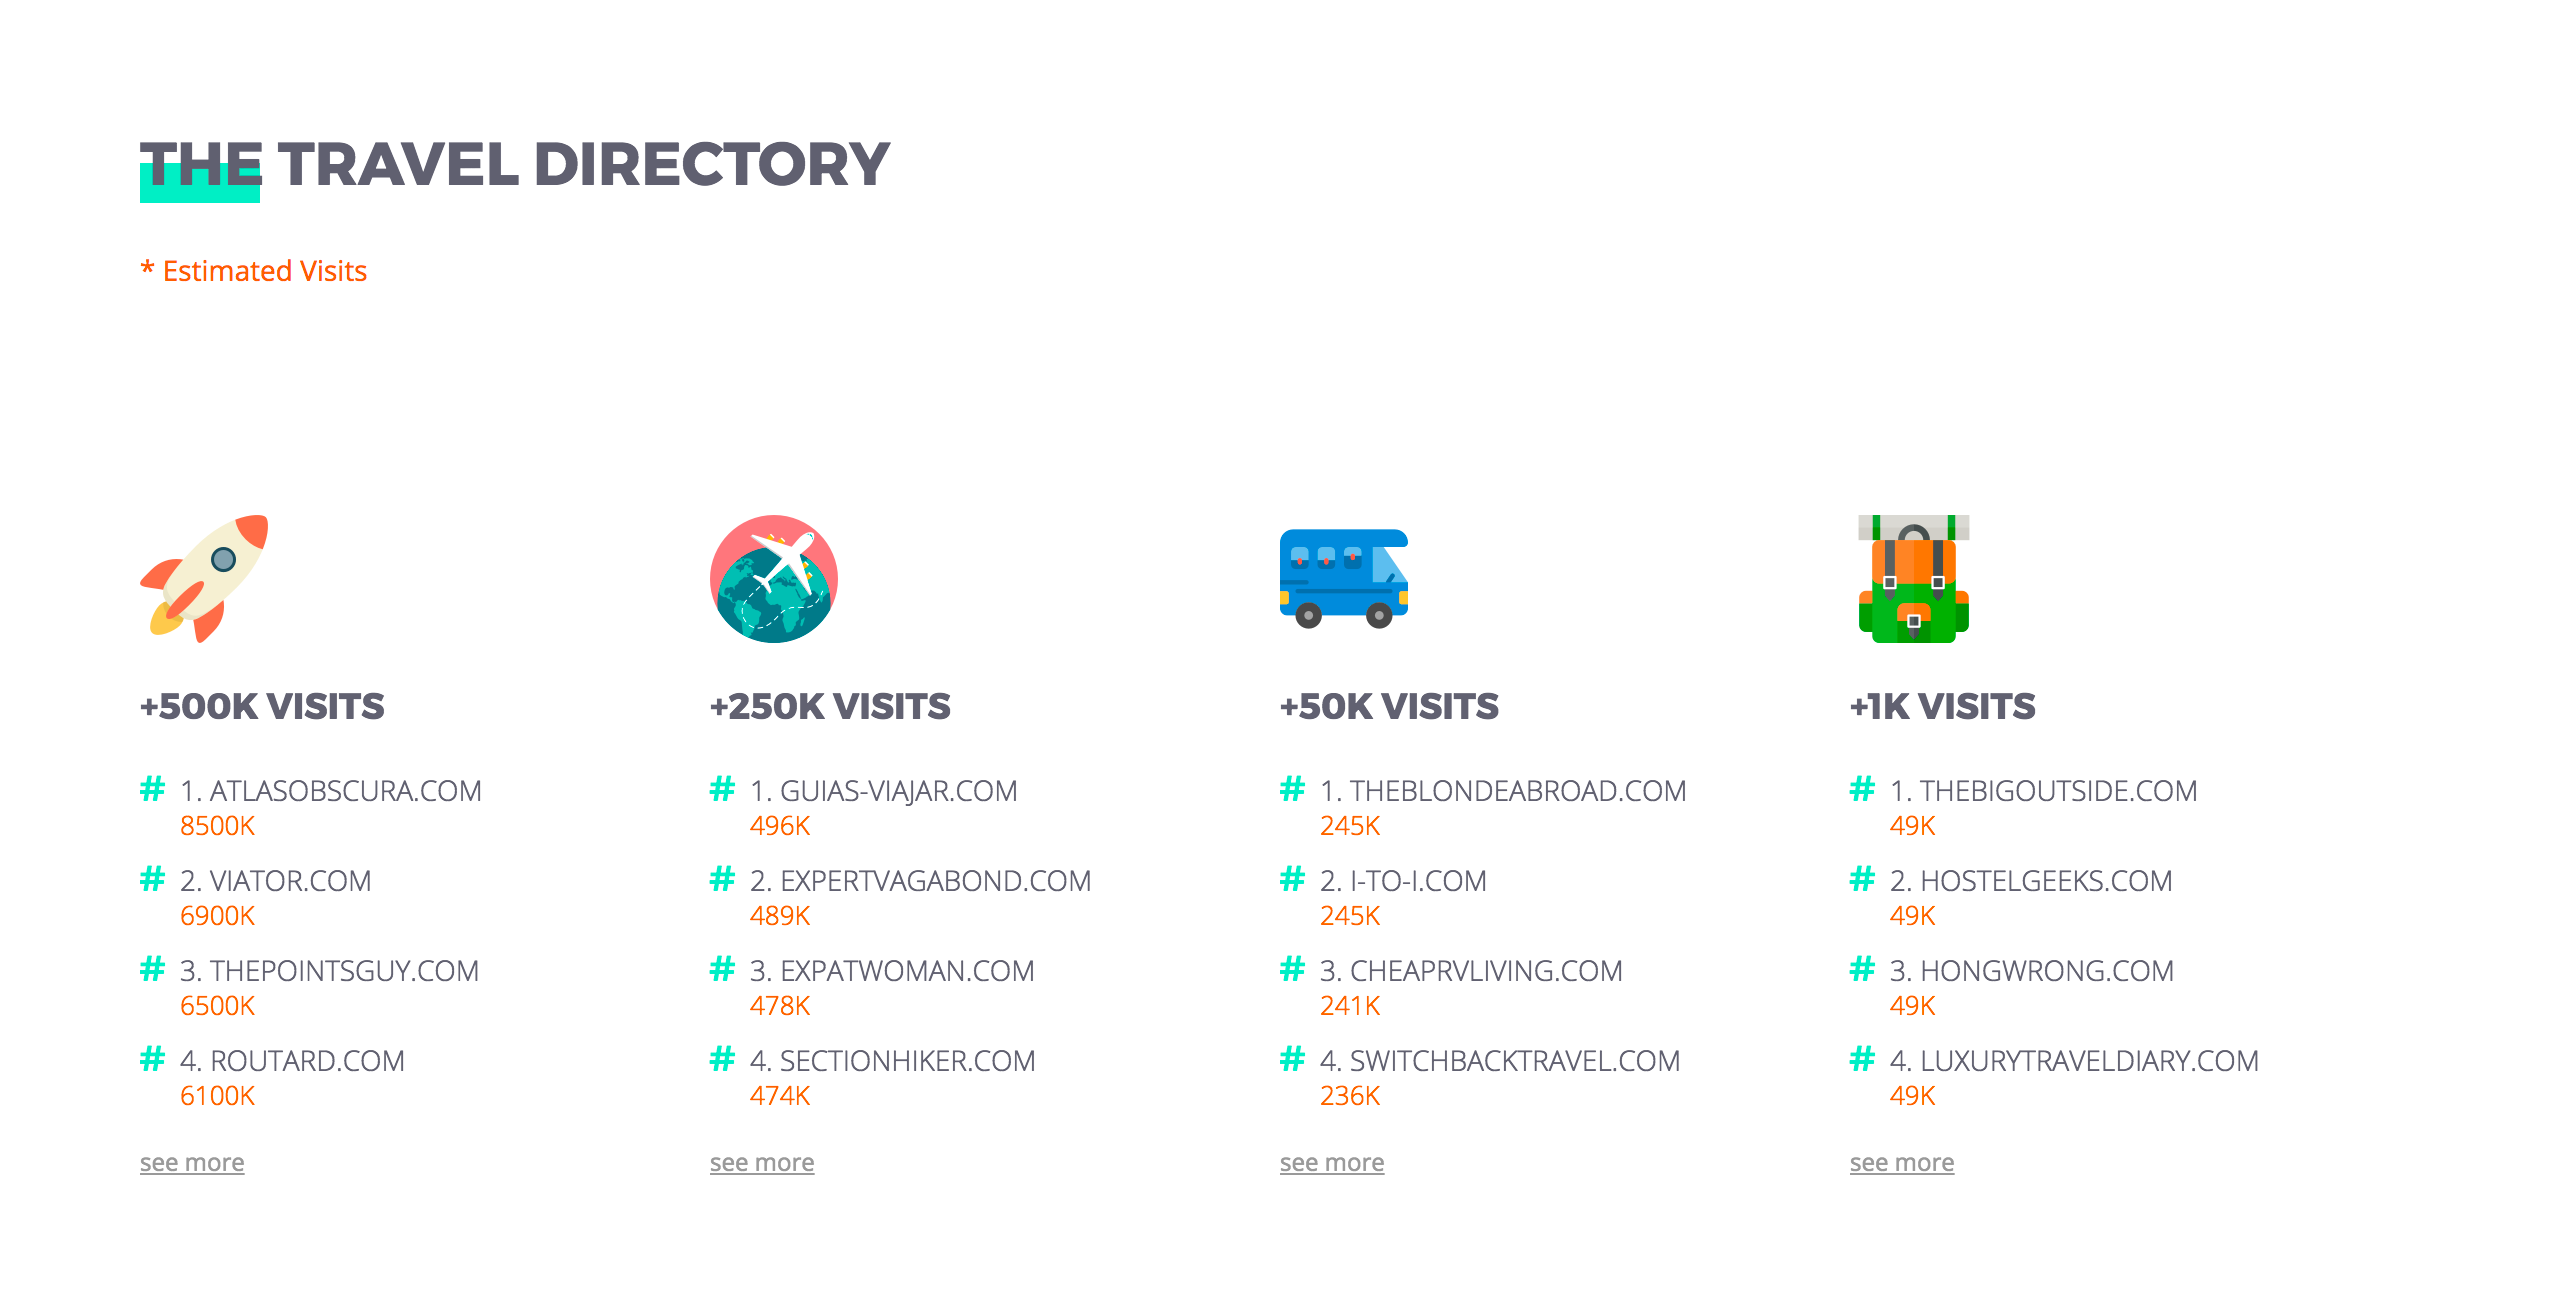 THE TRAVEL DIRECTORY
* Estimated Visits
+500K VISITS
# 1. ATLASOBSCURA.COM
8500K
# 2. VIATOR.COM
6900K
# 3. THEPOINTSGUY.COM
6500K
# 4. ROUTARD.COM
6100K
see more
+250K VISITS
# 1. GUIAS-VIAJAR.COM
496K
# 2. EXPERTVAGABOND.COM
489K
# 3. EXPATWOMAN.COM
478K
# 4. SECTIONHIKER.COM
474K
see more
+50K VISITS
# 1. THEBLONDEABROAD.COM
245K
# 2. I-TO-I.COM
245K
# 3. CHEAPRVLIVING.COM
241K
# 4. SWITCHBACKTRAVEL.COM
236K
see more
+1K VISITS
# 1. THEBIGOUTSIDE.COM
49K
# 2. HOSTELGEEKS.COM
49K
# 3. HONGWRONG.COM
49K
# 4. LUXURYTRAVELDIARY.COM
49K
see more